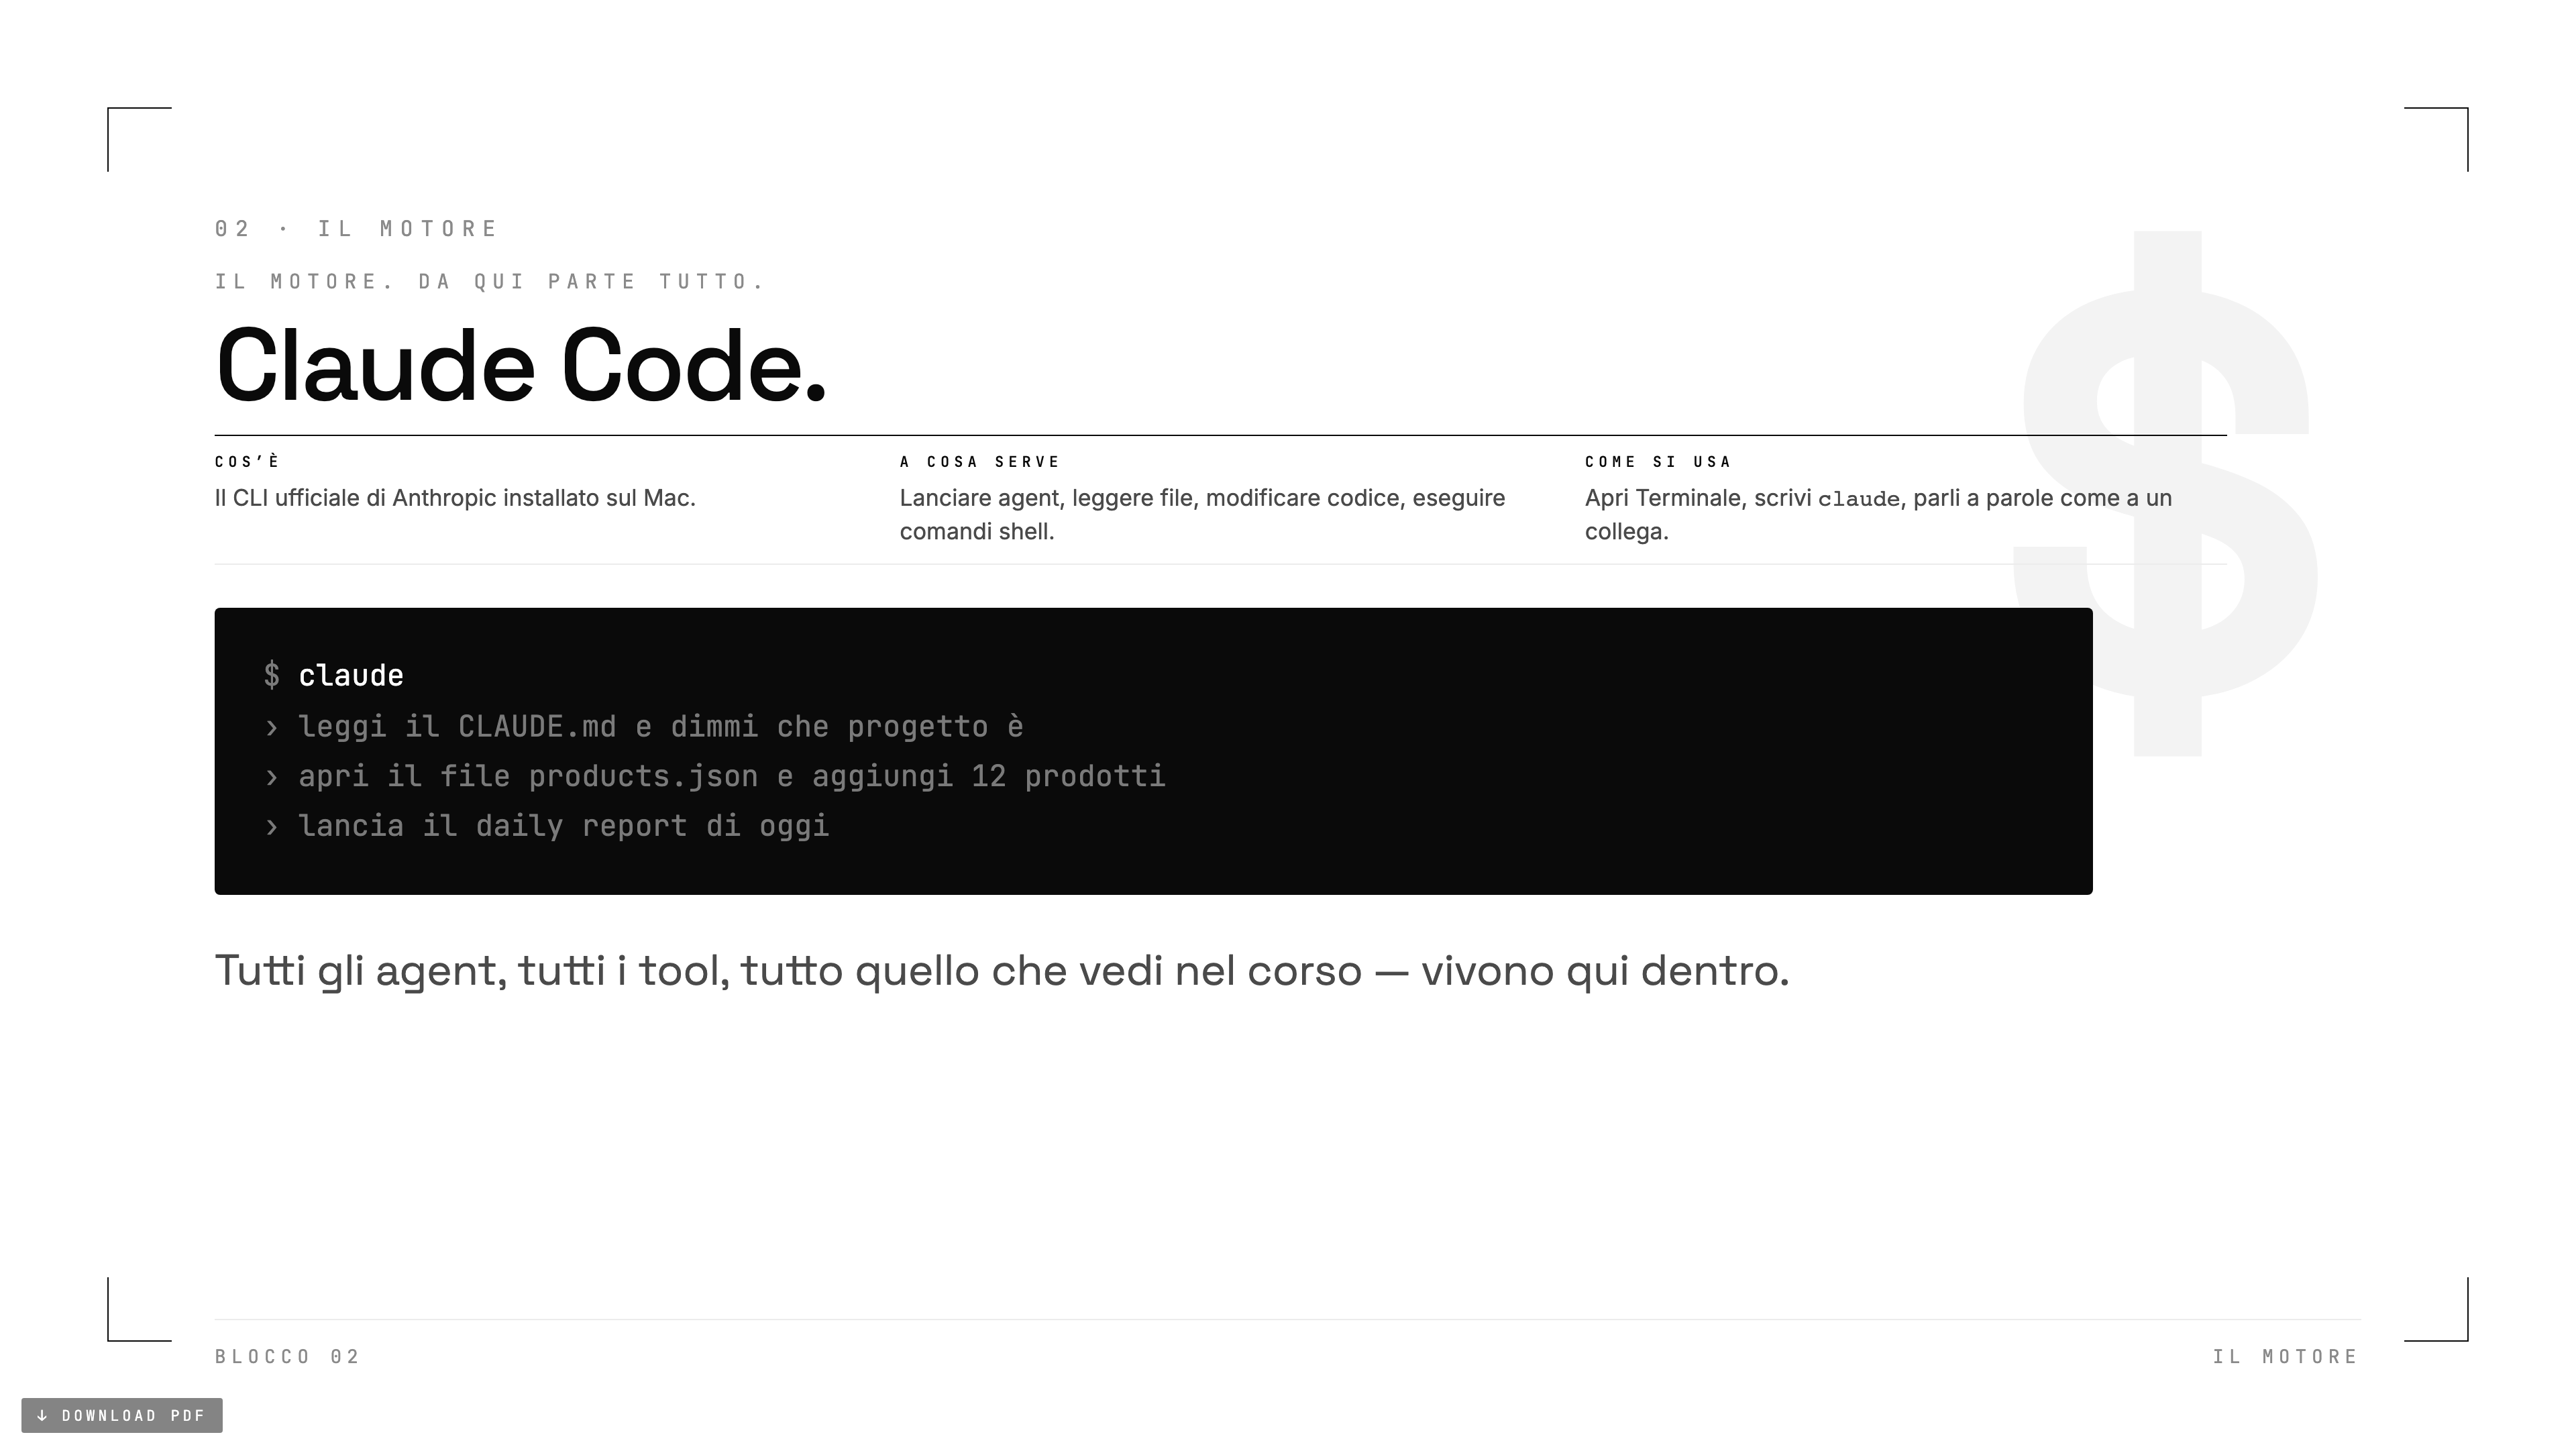 02 · IL MOTORE
IL MOTORE. DA QUI PARTE TUTTO.
Claude Code.
COS’È
Il CLI ufficiale di Anthropic installato sul Mac.
A COSA SERVE
Lanciare agent, leggere file, modificare codice, eseguire
comandi shell.
COME SI USA
Apri Terminale, scrivi claude, parli a parole come a un
collega.
$
$ claude
› leggi il CLAUDE.md e dimmi che progetto è
› apri il file products.json e aggiungi 12 prodotti
› lancia il daily report di oggi
Tutti gli agent, tutti i tool, tutto quello che vedi nel corso — vivono qui dentro.
BLOCCO 02
IL MOTORE
↓ DOWNLOAD PDF